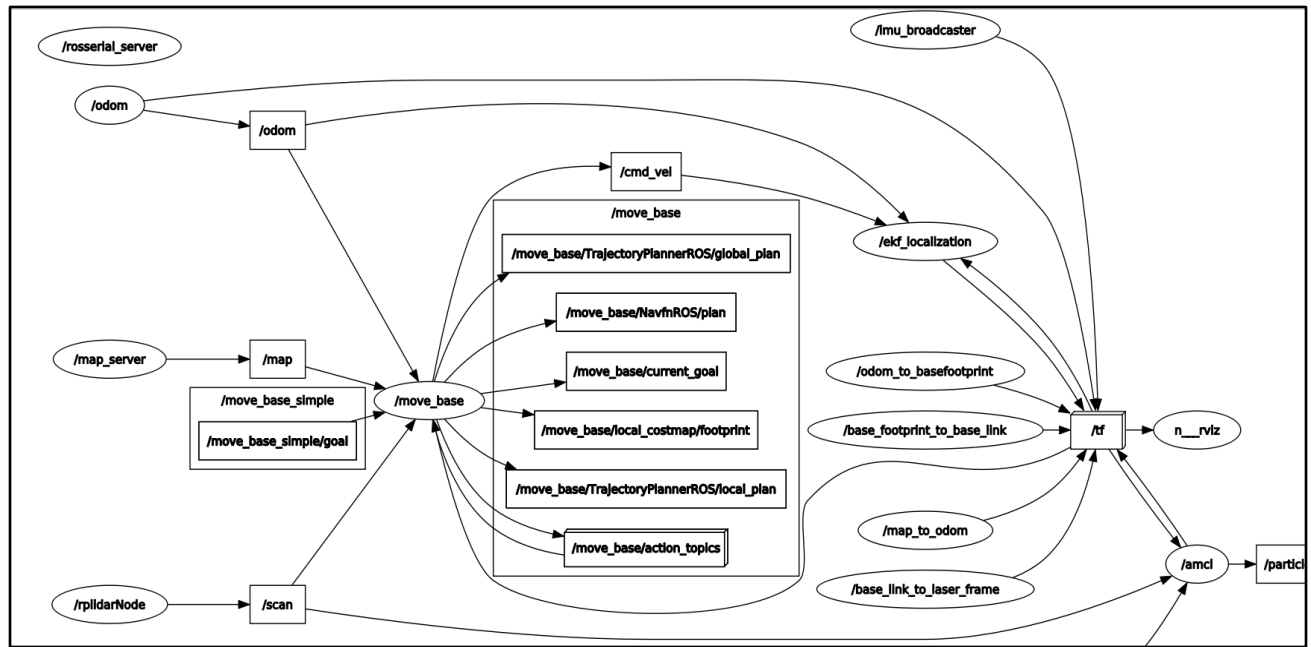 /rosserial_server
/imu_broadcaster
/odom
/odom
/cmd_vel
/move_base
/ekf_localization
/move_base/TrajectoryPlannerROS/global_plan
/move_base/NavfnROS/plan
/map_server
/map
/move_base/current_goal
/odom_to_basefootprint
/move_base_simple
/move_base
/move_base_simple/goal
/move_base/local_costmap/footprint
/base_footprint_to_base_link
/tf
n__rviz
/move_base/TrajectoryPlannerROS/local_plan
/map_to_odom
/move_base/action_topics
/amcl
/rplidarNode
/scan
/base_link_to_laser_frame